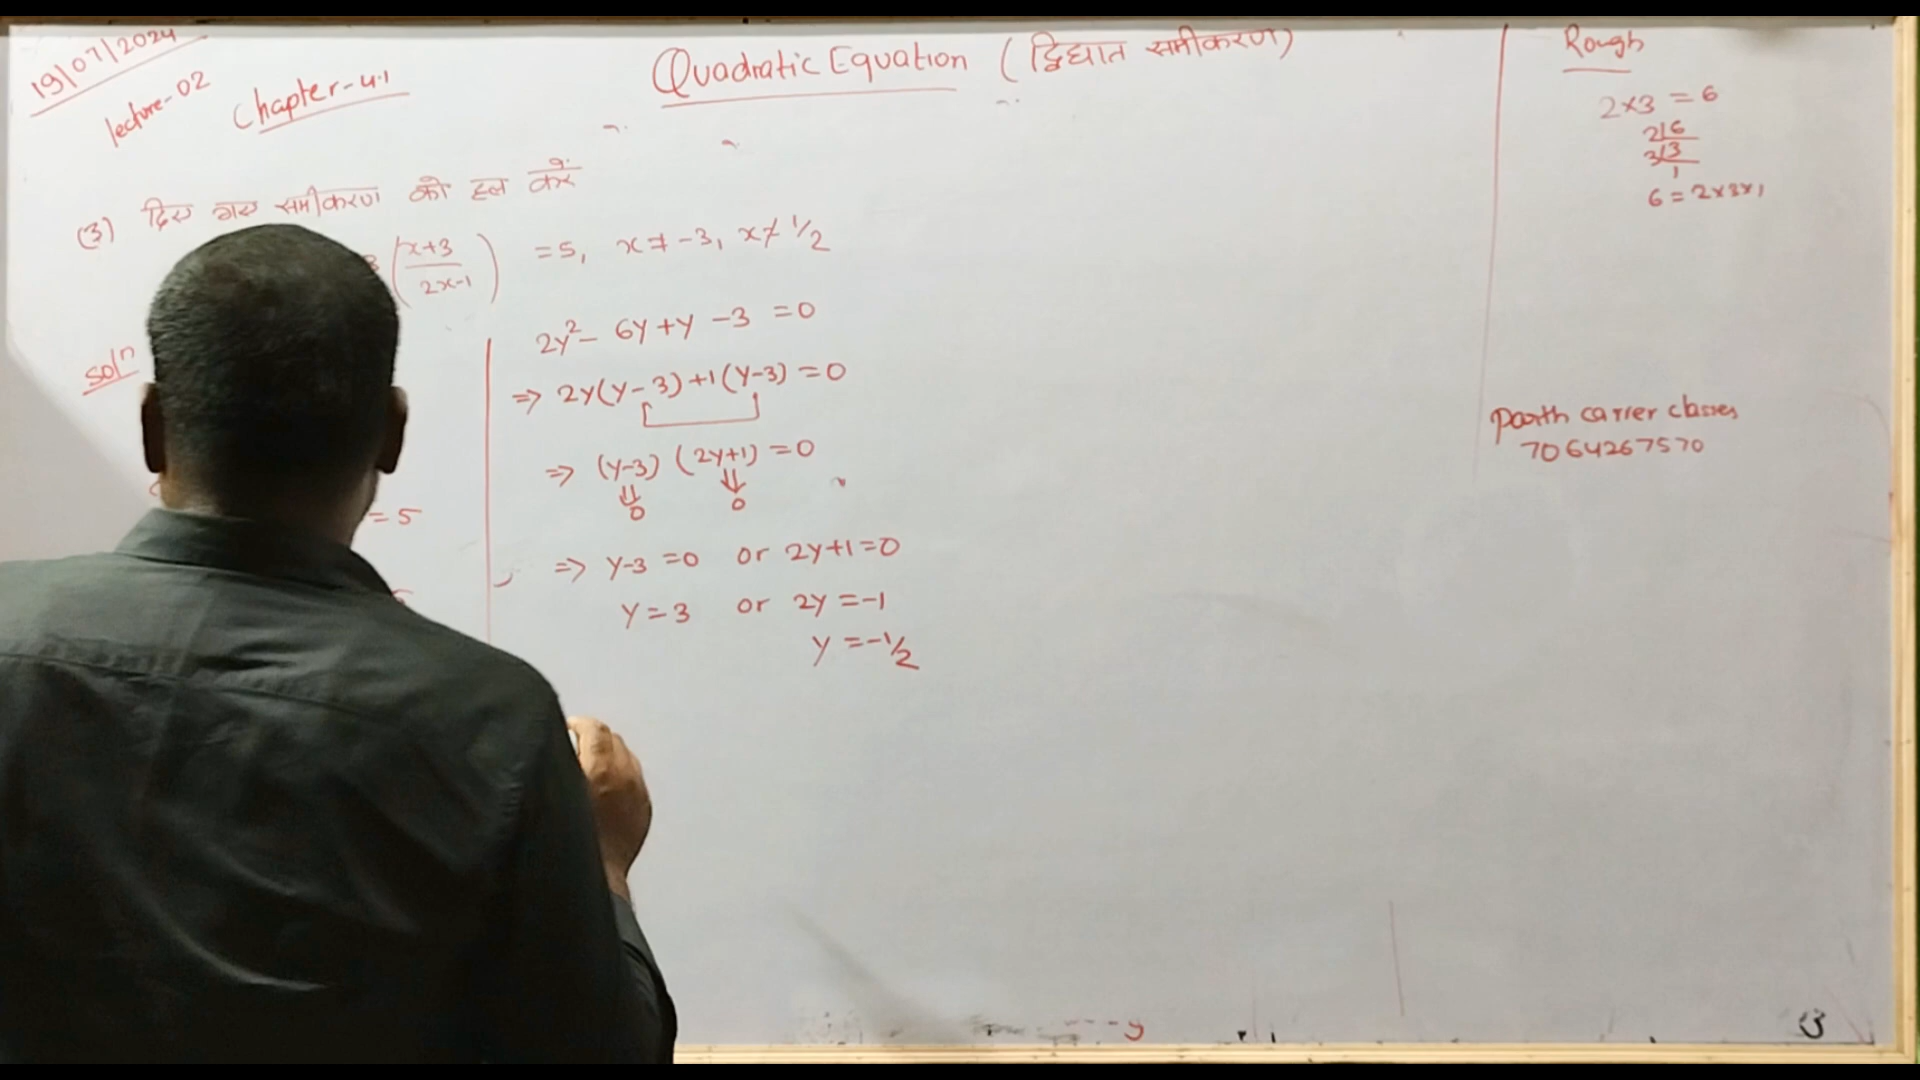 19/07/2024
lecture-02
Chapter-4.1
Quadratic Equation (द्विघात समीकरण)
(3) दिए गए समीकरण को हल करें
(x+3/2x-1) =5, x≠-3, x≠1/2
solⁿ
=5
2y²- 6y+y -3 =0
⇒ 2y(y-3)+1(y-3)=0
⇒ (y-3) (2y+1)=0
⇓ ⇓
0 0
⇒ y-3 =0 or 2y+1=0
y=3 or 2y=-1
y=-1/2
Rough
2×3 = 6
2|6
3|3
1
6=2×3×1
Parth carrer classes
7064267570